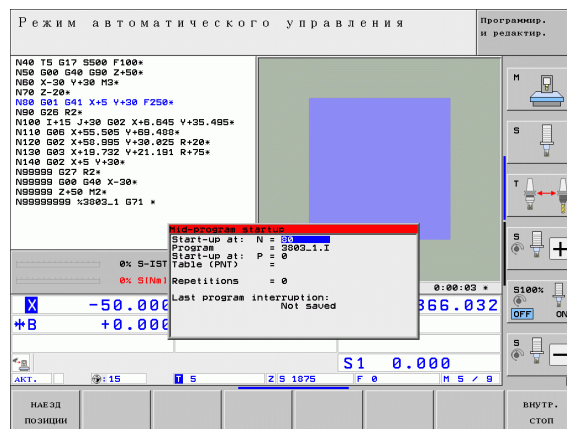 Режим автоматического управления
Программир.
и редактир.
N40 T5 G17 S500 F100*
N50 G00 G40 G90 Z+50*
N60 X-30 Y+30 M3*
N70 Z-20*
N80 G01 G41 X+5 Y+30 F250*
N90 G26 R2*
N100 I+15 J+30 G02 X+6.645 Y+35.495*
N110 G06 X+55.505 Y+69.488*
N120 G02 X+58.995 Y+30.025 R+20*
N130 G03 X+19.732 Y+21.191 R+75*
N140 G02 X+5 Y+30*
N99999 G27 R2*
N99999 G00 G40 X-30*
N99999 Z+50 M2*
N99999999 %3803_1 G71 *
Mid-program startup
Start-up at: N = 80
Program = 3803_1.I
Start-up at: P = 0
Table (PNT) =
Repetitions = 0
Last program interruption:
Not saved
0% S-IST
0% S[Nm]
0:00:03 *
X -50.000
366.032
B +0.000
S1 0.000
АКТ.
: 15
T 5
Z S 1875
F 0
M 5 / 9
M
S
T
S
+
S100%
OFF ON
S
–
НАЕЗД
ПОЗИЦИИ
ВНУТР.
СТОП